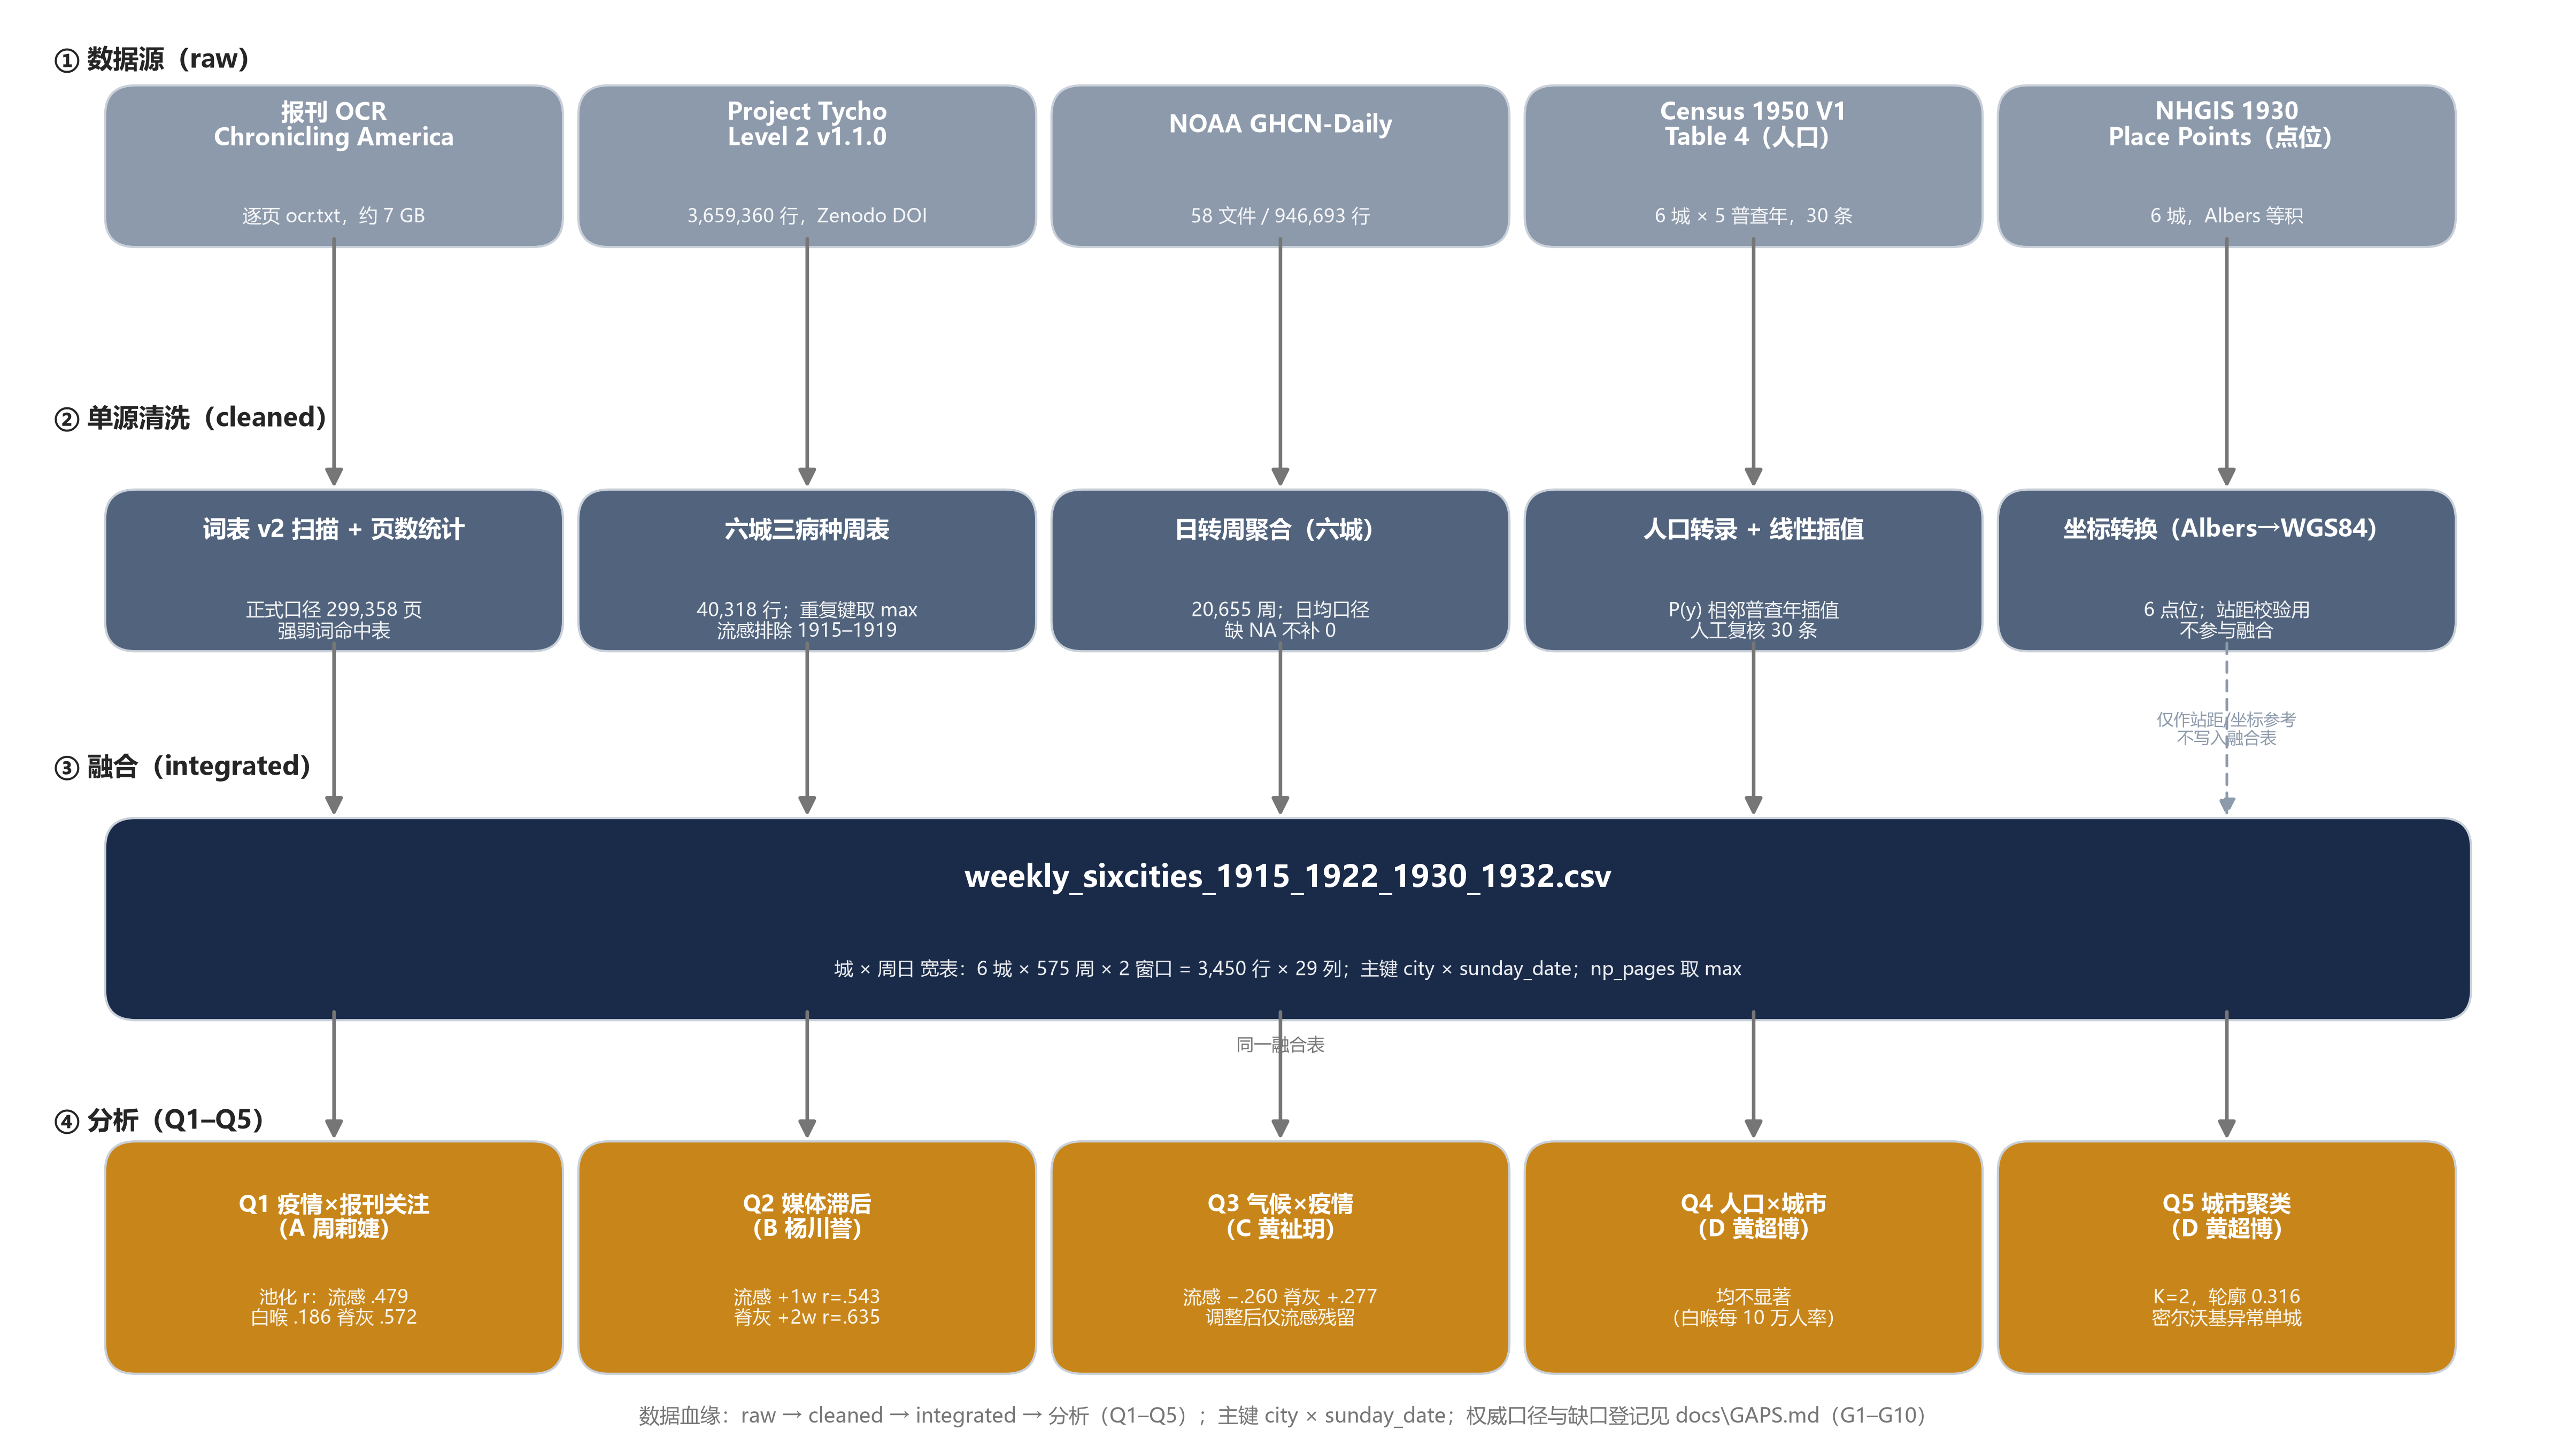 ① 数据源（raw）
报刊 OCR
Chronicling America
逐页 ocr.txt，约 7 GB
Project Tycho
Level 2 v1.1.0
3,659,360 行，Zenodo DOI
NOAA GHCN-Daily
58 文件 / 946,693 行
Census 1950 V1
Table 4（人口）
6 城 × 5 普查年，30 条
NHGIS 1930
Place Points（点位）
6 城，Albers 等积
② 单源清洗（cleaned）
词表 v2 扫描 + 页数统计
正式口径 299,358 页
强弱词命中表
六城三病种周表
40,318 行；重复键取 max
流感排除 1915–1919
日转周聚合（六城）
20,655 周；日均口径
缺 NA 不补 0
人口转录 + 线性插值
P(y) 相邻普查年插值
人工复核 30 条
坐标转换（Albers→WGS84）
6 点位；站距校验用
不参与融合
仅作站距/坐标参考
不写入融合表
③ 融合（integrated）
weekly_sixcities_1915_1922_1930_1932.csv
城 × 周日 宽表：6 城 × 575 周 × 2 窗口 = 3,450 行 × 29 列；主键 city × sunday_date；np_pages 取 max
同一融合表
④ 分析（Q1–Q5）
Q1 疫情×报刊关注
（A 周莉婕）
池化 r：流感 .479
白喉 .186 脊灰 .572
Q2 媒体滞后
（B 杨川誉）
流感 +1w r=.543
脊灰 +2w r=.635
Q3 气候×疫情
（C 黄祉玥）
流感 −.260 脊灰 +.277
调整后仅流感残留
Q4 人口×城市
（D 黄超博）
均不显著
（白喉每 10 万人率）
Q5 城市聚类
（D 黄超博）
K=2，轮廓 0.316
密尔沃基异常单城
数据血缘：raw → cleaned → integrated → 分析（Q1–Q5）；主键 city × sunday_date；权威口径与缺口登记见 docs\GAPS.md（G1–G10）